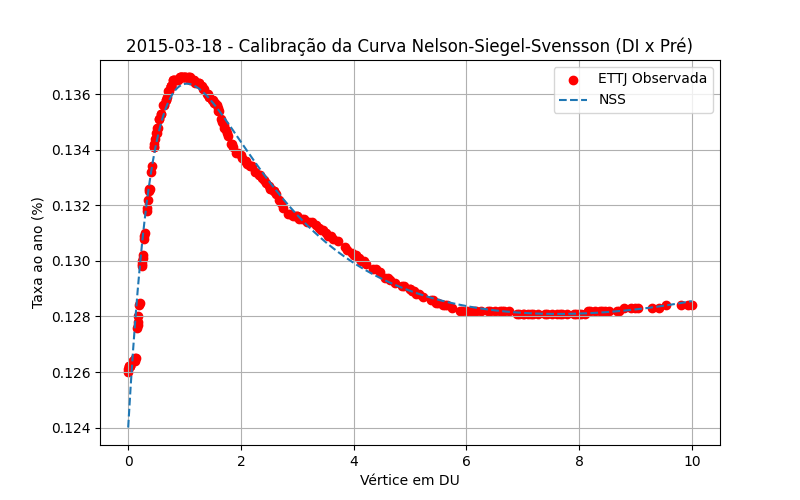 2015-03-18 - Calibração da Curva Nelson-Siegel-Svensson (DI x Pré)
ETTJ Observada
NSS
Taxa ao ano (%)
0.136
0.134
0.132
0.130
0.128
0.126
0.124
0
2
4
6
8
10
Vértice em DU